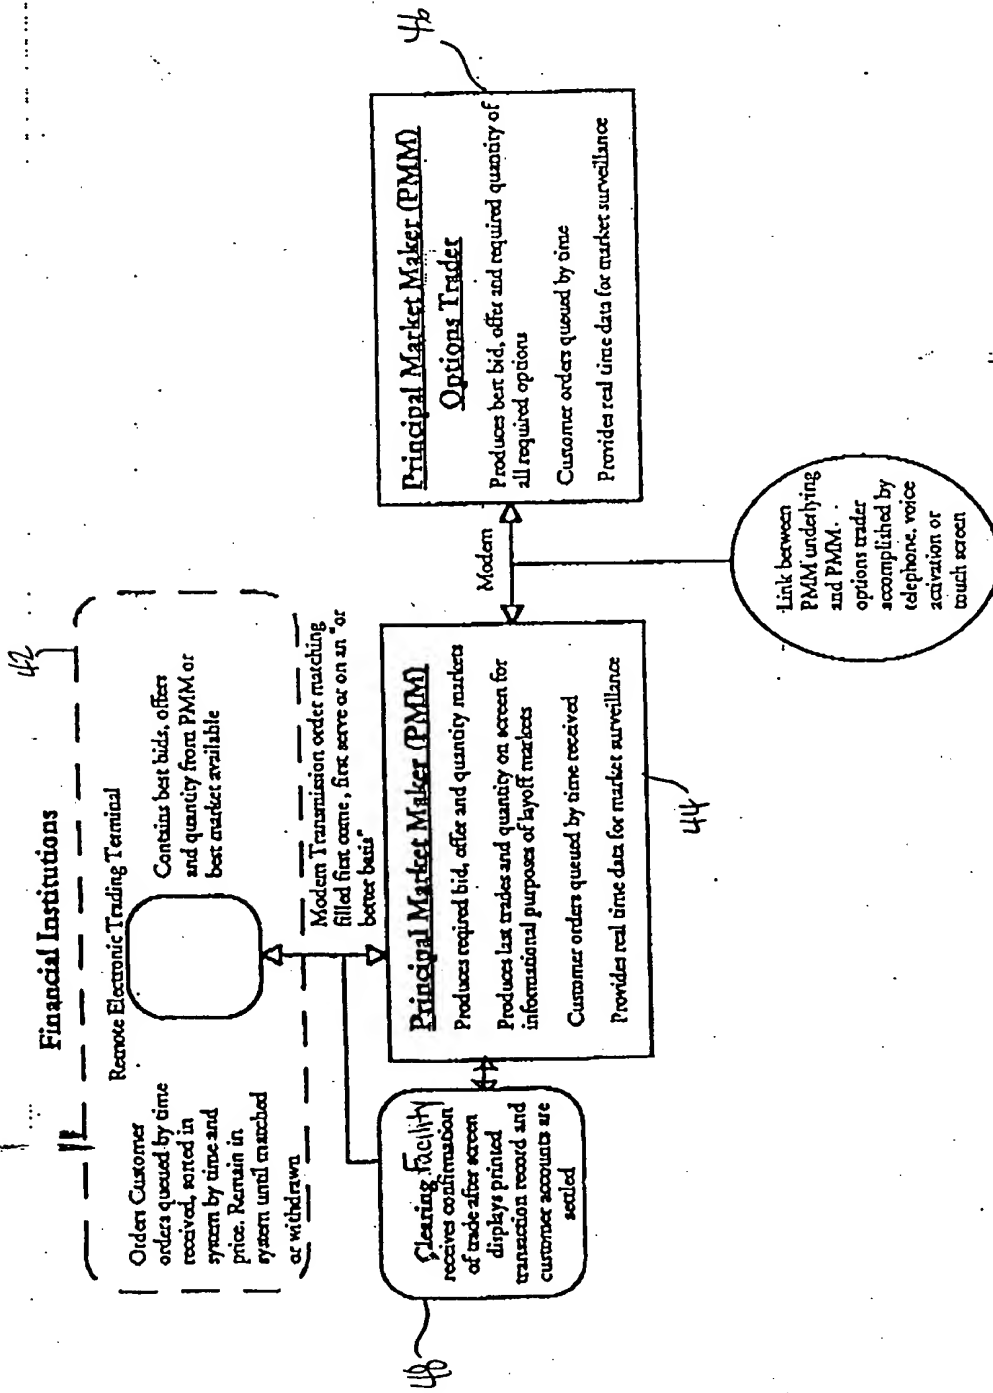 42
Financial Institutions
Remote Electronic Trading Terminal
Orders Customer
orders queued by time
received, sorted in
system by time and
price. Remain in
system until matched
or withdrawn
Contains best bids, offers
and quantity from PMM or
best market available
Modem Transmission order matching
filled first come, first serve or on an "or
better basis"
Clearing Facility
receives confirmation
of trade after screen
displays printed
transaction record and
customer accounts are
settled
48
Principal Market Maker (PMM)
Produces reqired bid, offer and quantity markets
Produces last trades and quantity on screen for
informational purposes of layoff markets
Customer orders queued by time received
Provides real time data for market surveillance
44
Modem
Principal Market Maker (PMM)
Options Trader
Produces best bid, offer and required quantity of
all required options
Customer orders queued by time
Provides real time data for market surveillance
46
Link between
PMM underlying
and PMM
options trader
accomplished by
telephone, voice
activation or
touch screen